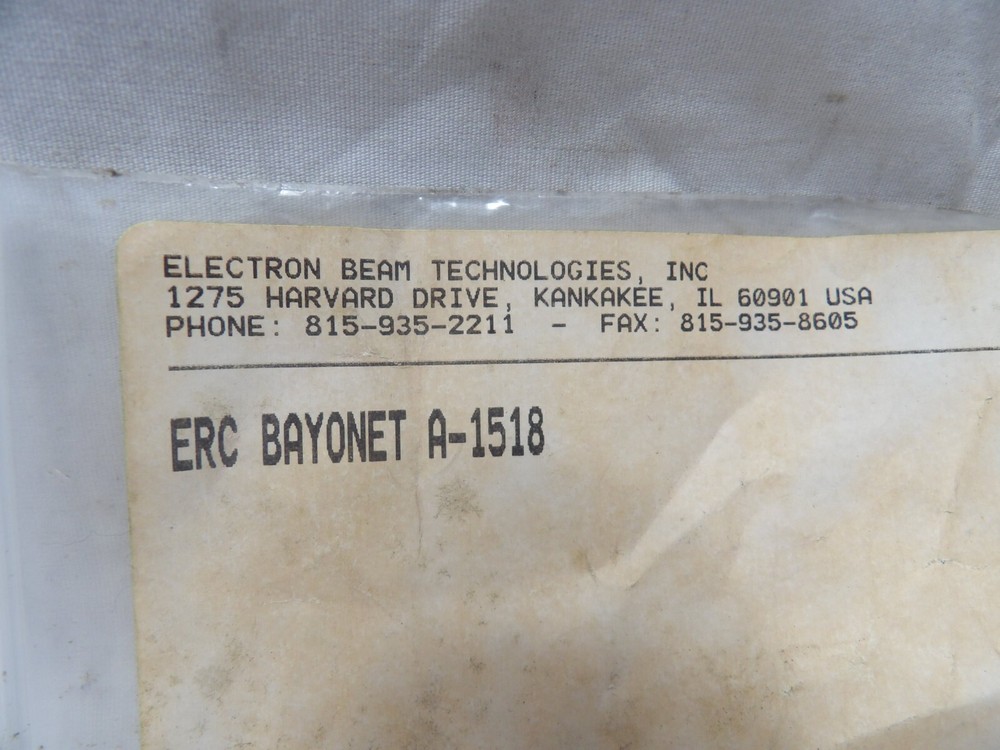 ELECTRON BEAM TECHNOLOGIES, INC
1275 HARVARD DRIVE, KANKAKEE, IL 60901 USA
PHONE: 815-935-2211 - FAX: 815-935-8605
ERC BAYONET A-1518